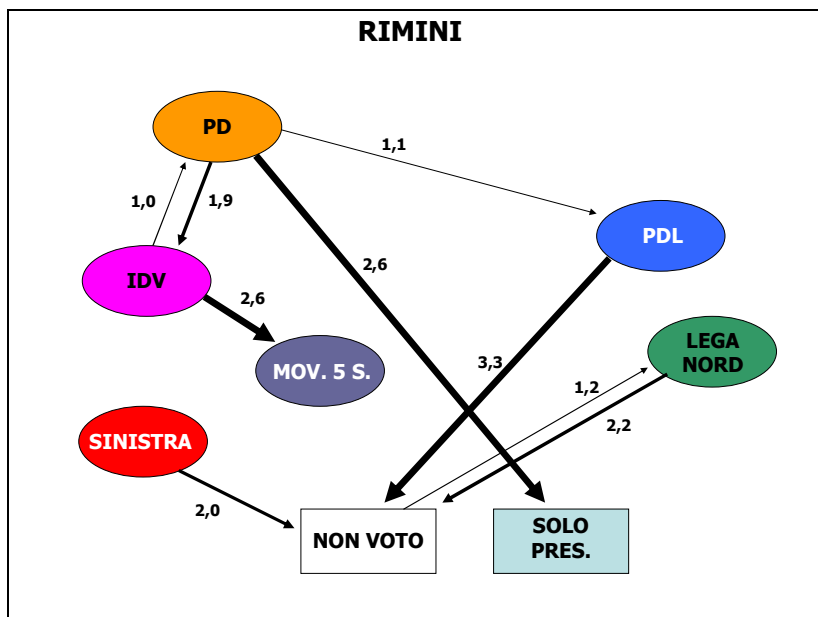 RIMINI
PD
1,1
1,0
1,9
PDL
2,6
IDV
2,6
LEGA
NORD
3,3
MOV. 5 S.
1,2
2,2
SINISTRA
2,0
NON VOTO
SOLO
PRES.